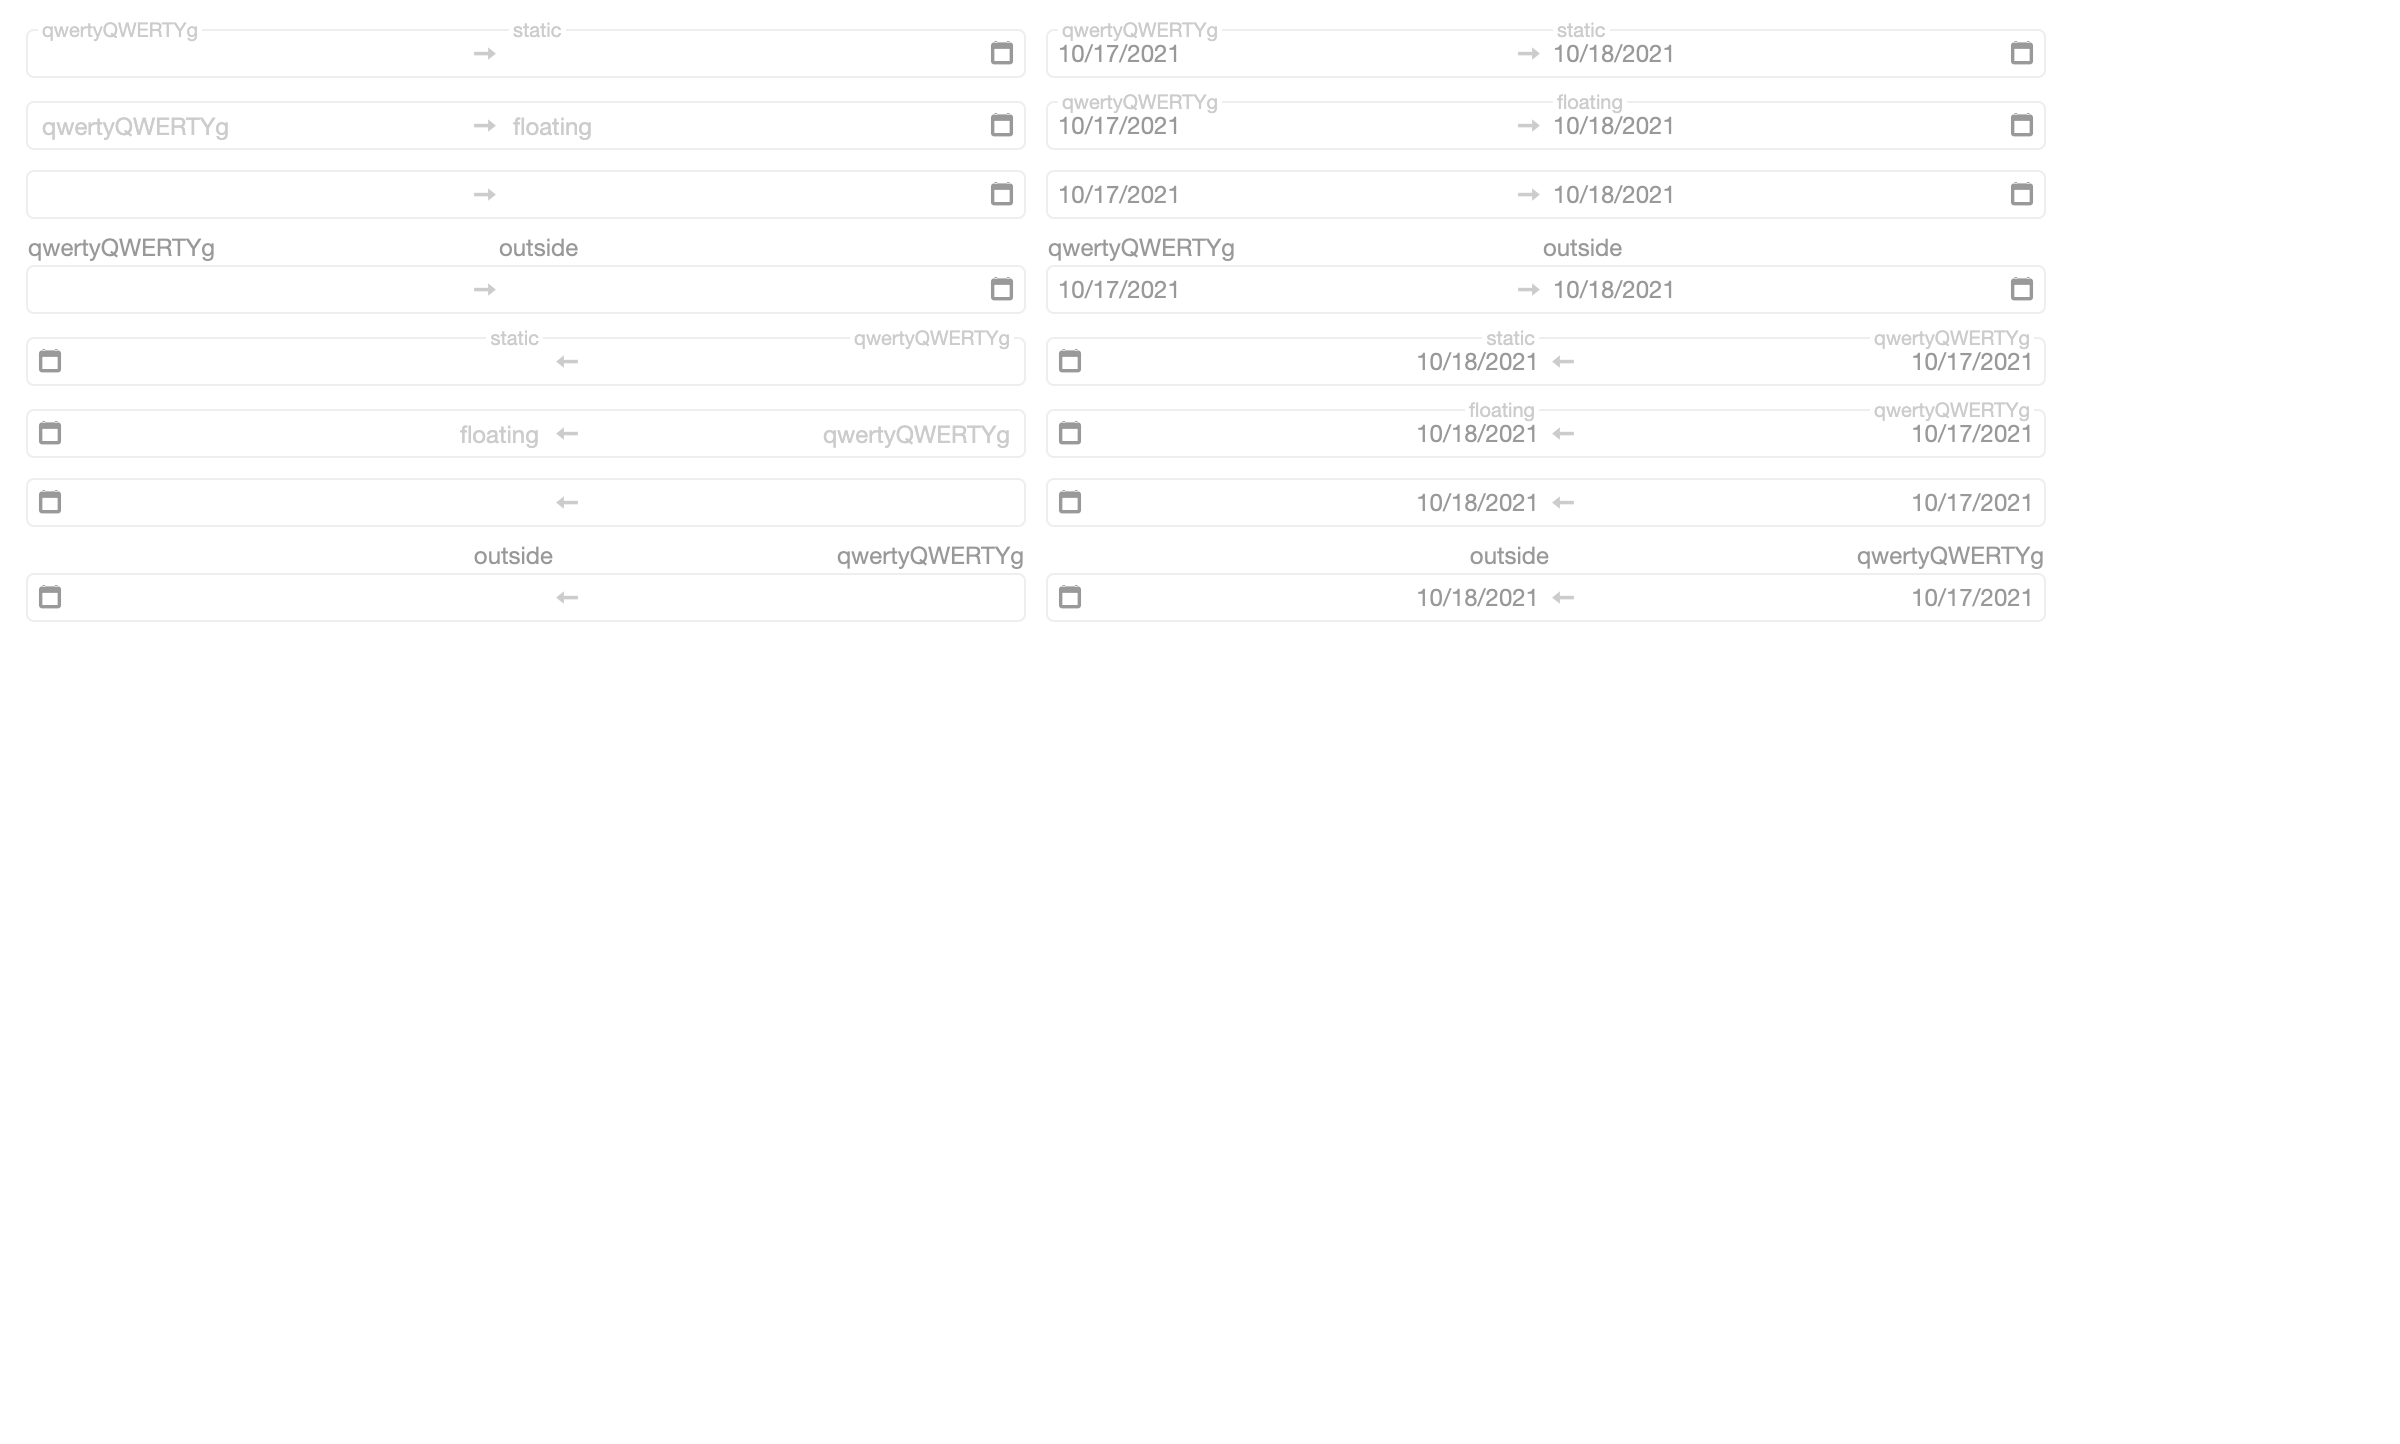 qwertyQWERTYg static qwertyQWERTYg static
10/17/2021 10/18/2021
qwertyQWERTYg floating
qwertyQWERTYg floating 10/17/2021 10/18/2021
10/17/2021 10/18/2021
qwertyQWERTYg outside qwertyQWERTYg outside
10/17/2021 10/18/2021
static qwertyQWERTYg static qwertyQWERTYg
10/18/2021 10/17/2021
floating qwertyQWERTYg
floating qwertyQWERTYg 10/18/2021 10/17/2021
10/18/2021 10/17/2021
outside qwertyQWERTYg outside qwertyQWERTYg
10/18/2021 10/17/2021